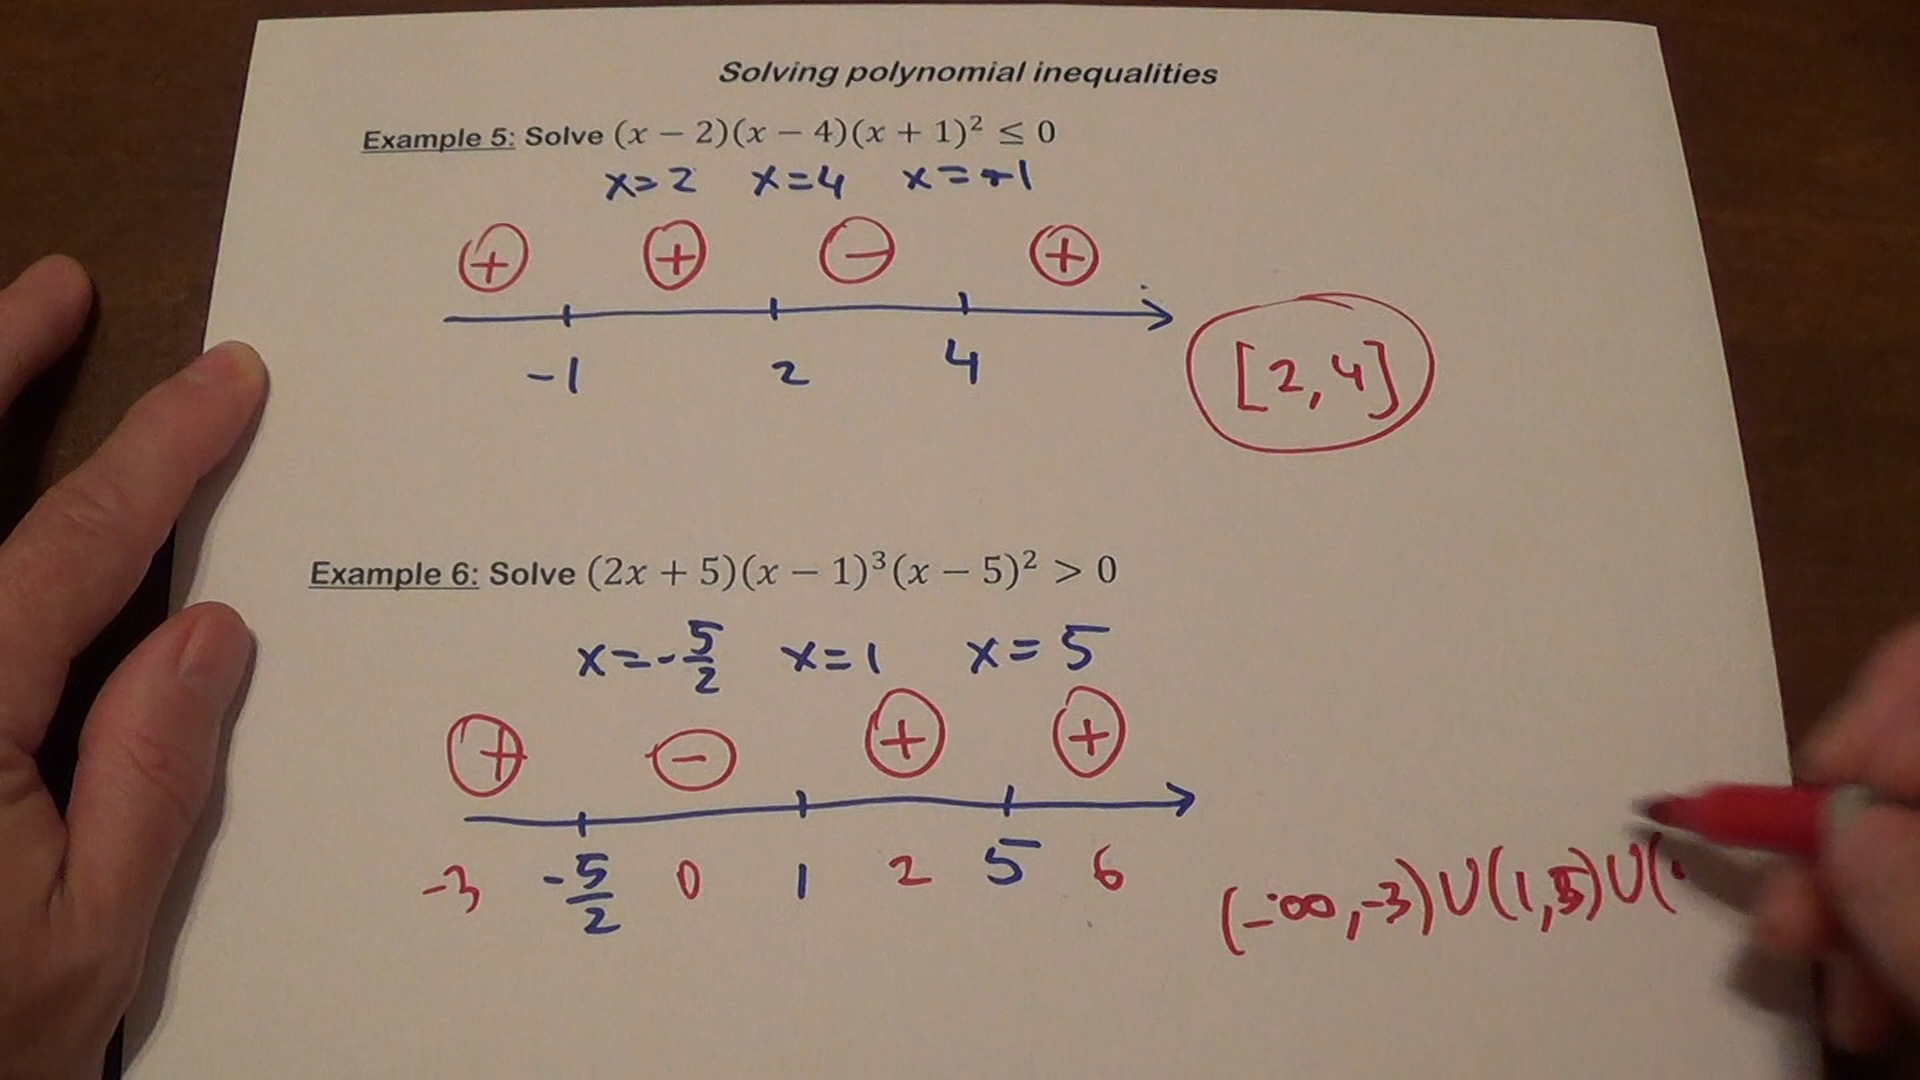 Solving polynomial inequalities
Example 5: Solve (x − 2)(x − 4)(x + 1)² ≤ 0
x=2 x=4 x=-1
+ + − +
-1 2 4
[2,4]
Example 6: Solve (2x + 5)(x − 1)³(x − 5)² > 0
x=-5/2 x=1 x=5
+ − + +
-3 -5/2 0 1 2 5 6
(-∞,-3)∪(1,5)∪(